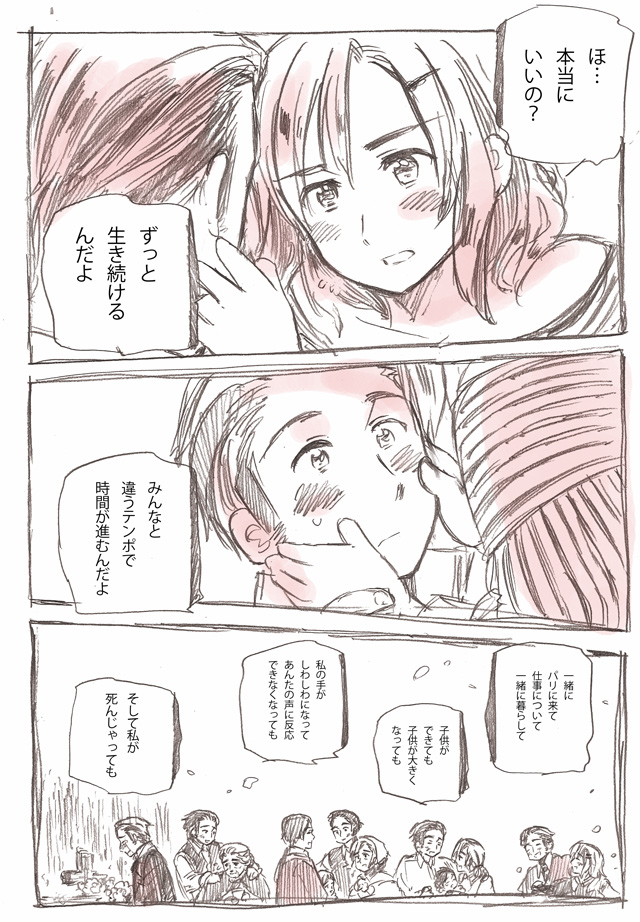 ほ…
本当に
いいの？
ずっと
生き続ける
んだよ
みんなと
違うテンポで
時間が進むんだよ
一緒に
パリに来て
仕事について
一緒に暮らして
子供が
できても
子供が大きく
なっても
私の手が
しわしわになって
あんたの声に反応
できなくなっても
そして私が
死んじゃっても